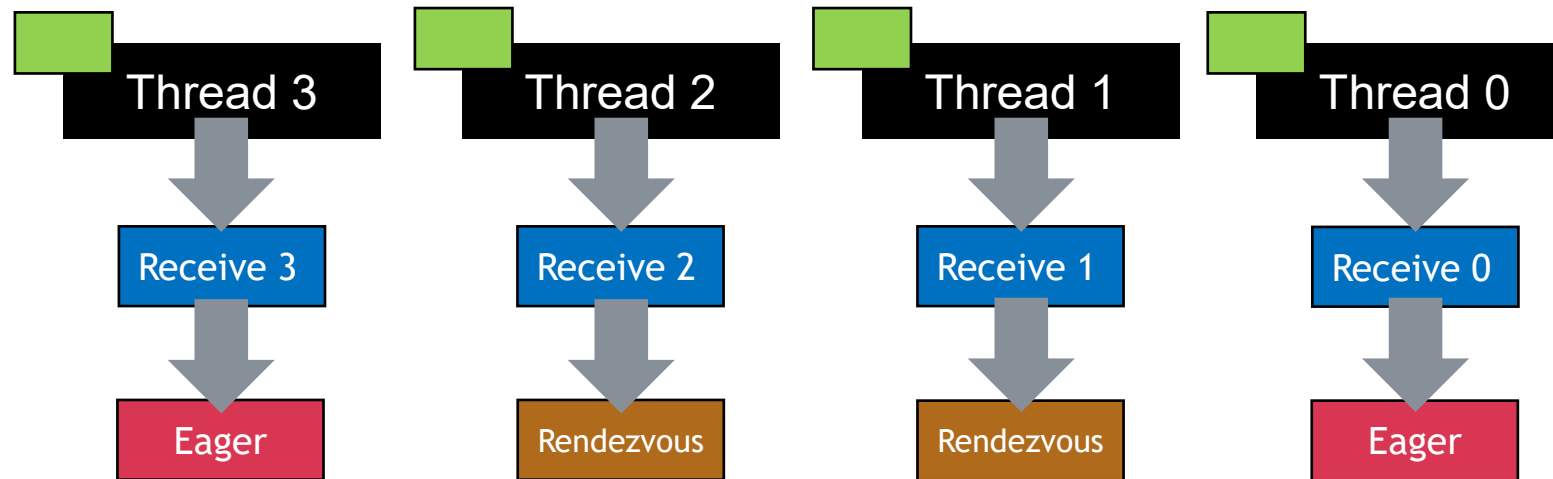 Thread 3
Thread 2
Thread 1
Thread 0
Receive 3
Receive 2
Receive 1
Receive 0
Eager
Rendezvous
Rendezvous
Eager